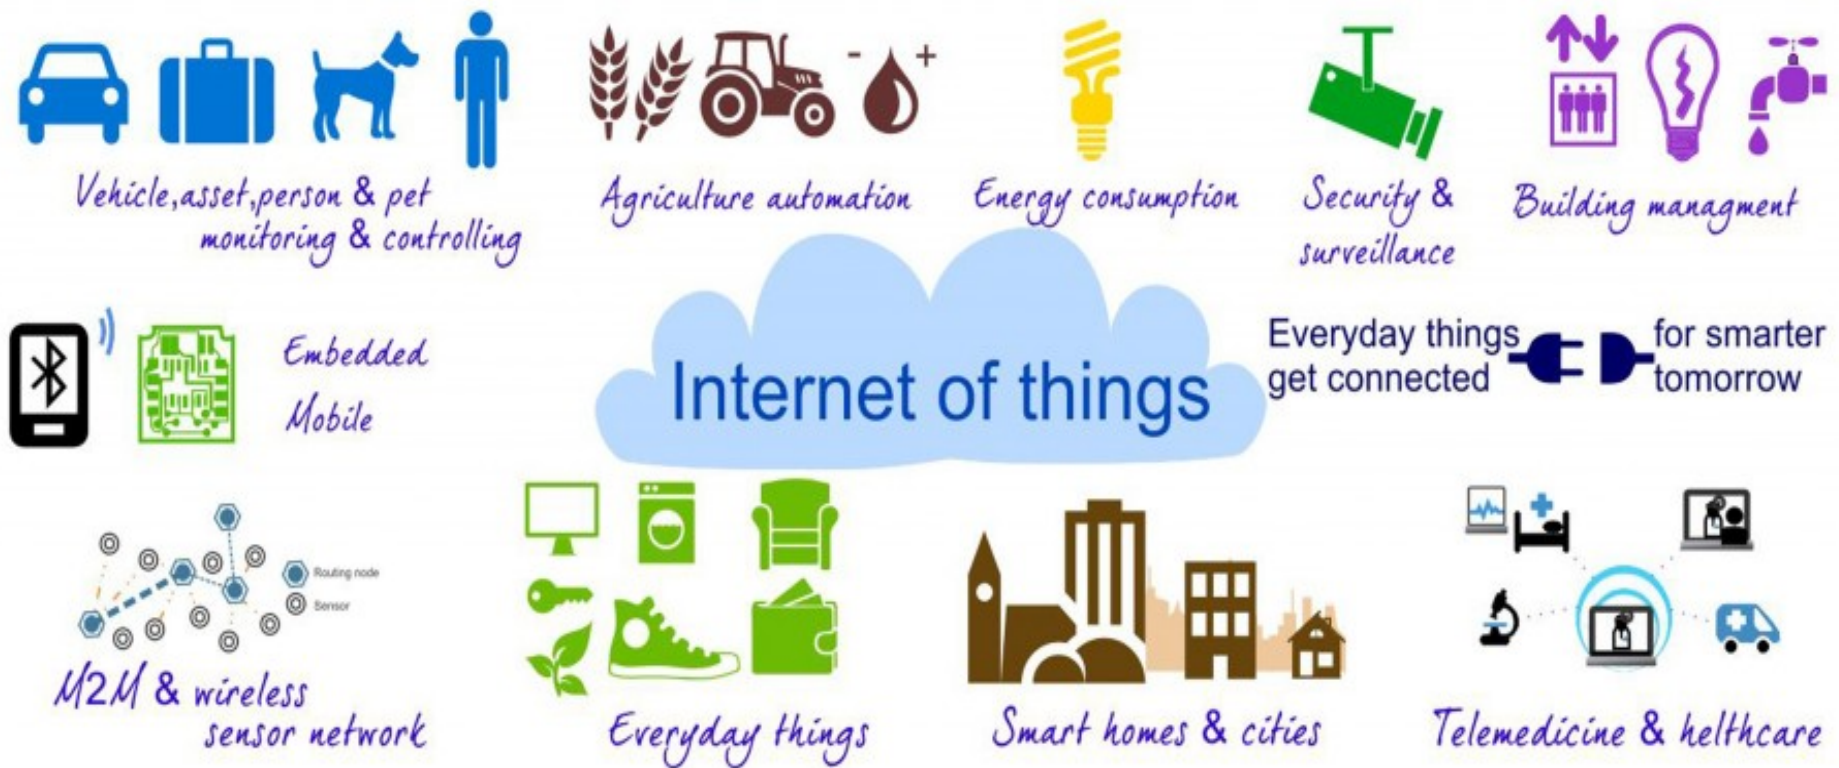 Vehicle,asset,person & pet
monitoring & controlling
Agriculture automation
Energy consumption
Security &
surveillance
Building managment
Embedded
Mobile
Internet of things
Everyday things
get connected
for smarter
tomorrow
Routing node
Sensor
M2M & wireless
sensor network
Everyday things
Smart homes & cities
Telemedicine & helthcare